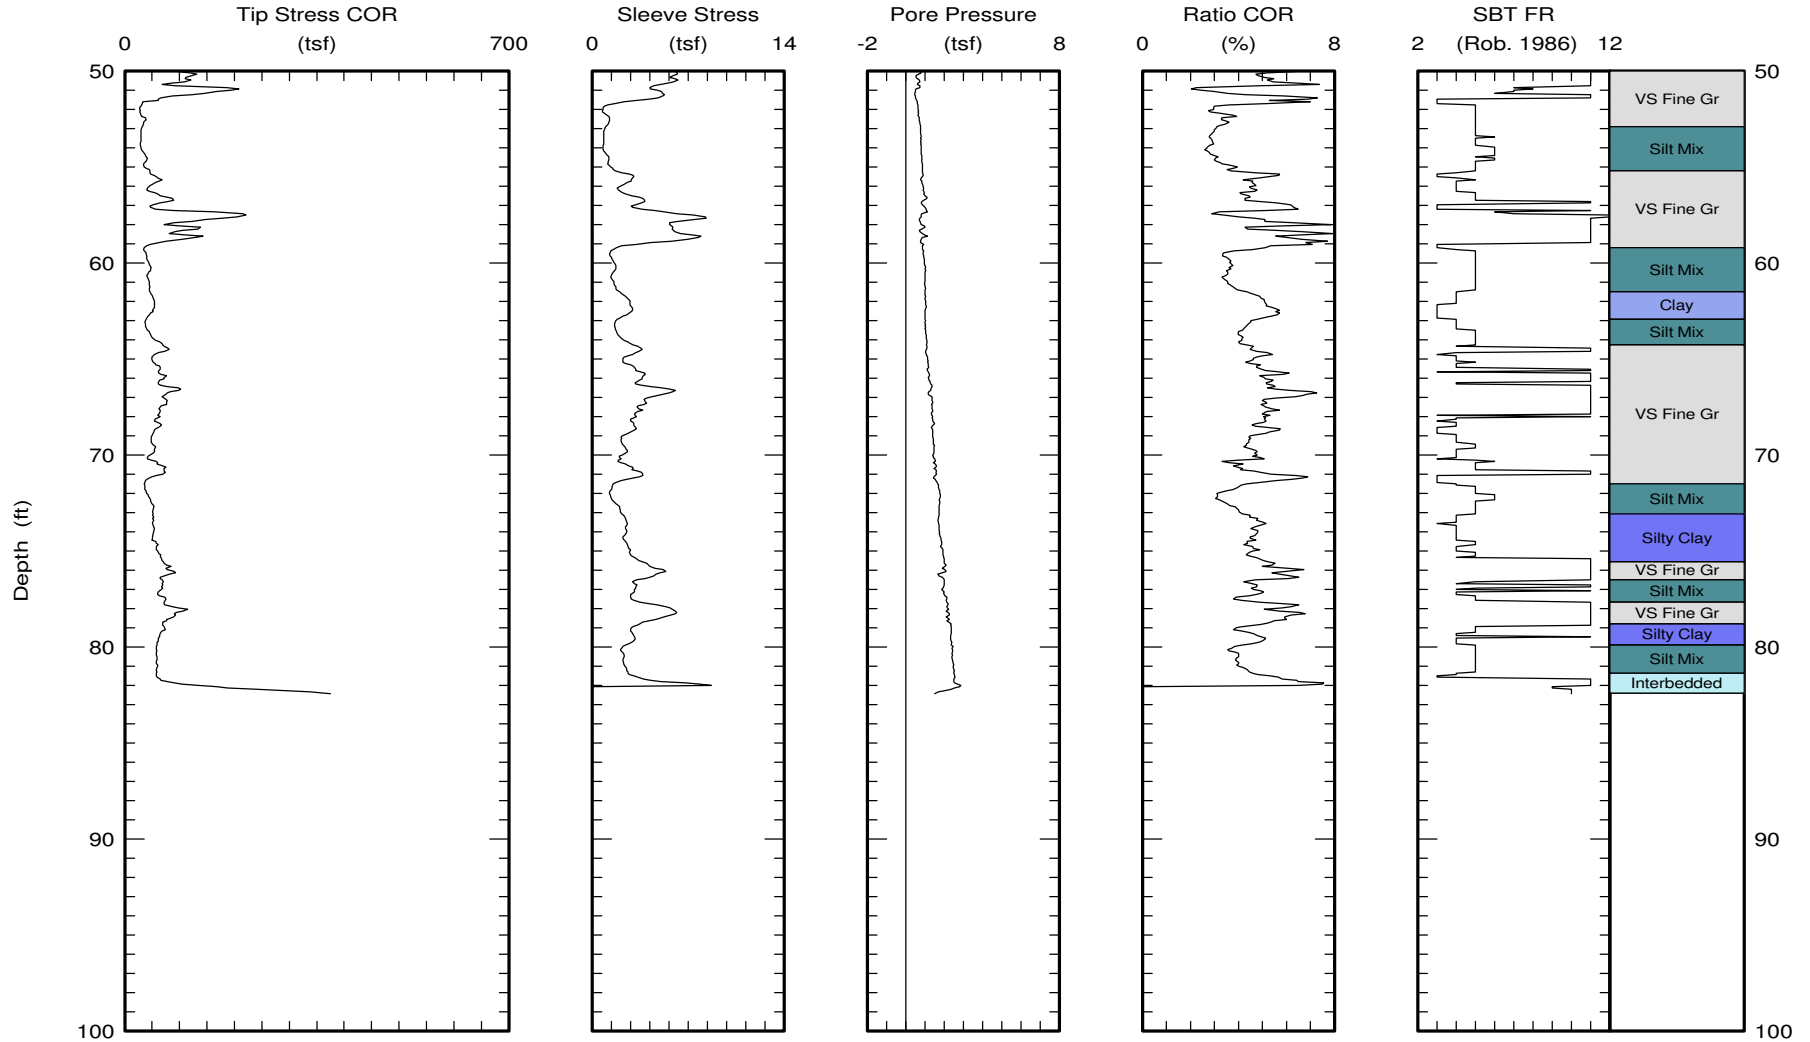 Tip Stress COR Sleeve Stress Pore Pressure Ratio COR SBT FR
0 (tsf) 700 0 (tsf) 14 -2 (tsf) 8 0 (%) 8 2 (Rob. 1986) 12
50 50
VS Fine Gr
Silt Mix
VS Fine Gr
60 Silt Mix 60
Clay
Silt Mix
VS Fine Gr
70 70
Silt Mix
Depth (ft) Silty Clay
VS Fine Gr
Silt Mix
VS Fine Gr
Silty Clay
80 80
Silt Mix
Interbedded
90 90
100 100